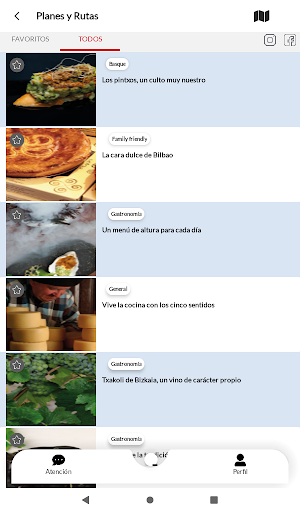 Planes y Rutas
FAVORITOS
TODOS
Basque
Los pintxos, un culto muy nuestro
Family friendly
La cara dulce de Bilbao
Gastronomía
Un menú de altura para cada día
General
Vive la cocina con los cinco sentidos
Gastronomía
Txakoli de Bizkaia, un vino de carácter propio
Gastronomía
Atención
Perfil